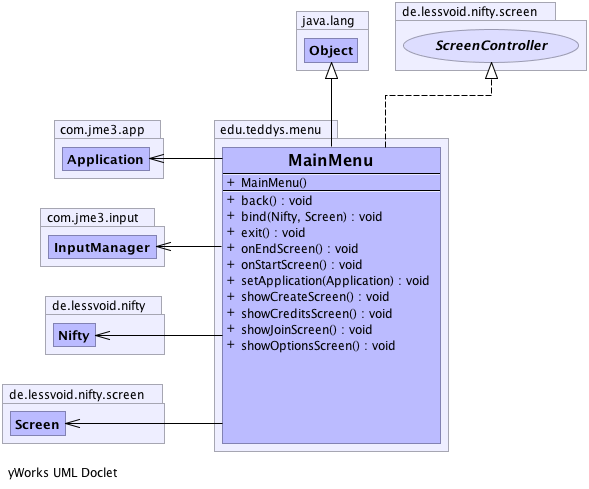 de.lessvoid.nifty.screen
java.lang
Object
ScreenController
com.jme3.app
Application
edu.teddys.menu
MainMenu
+ MainMenu()
+ back() : void
+ bind(Nifty, Screen) : void
+ exit() : void
+ onEndScreen() : void
+ onStartScreen() : void
+ setApplication(Application) : void
+ showCreateScreen() : void
+ showCreditsScreen() : void
+ showJoinScreen() : void
+ showOptionsScreen() : void
com.jme3.input
InputManager
de.lessvoid.nifty
Nifty
de.lessvoid.nifty.screen
Screen
yWorks UML Doclet